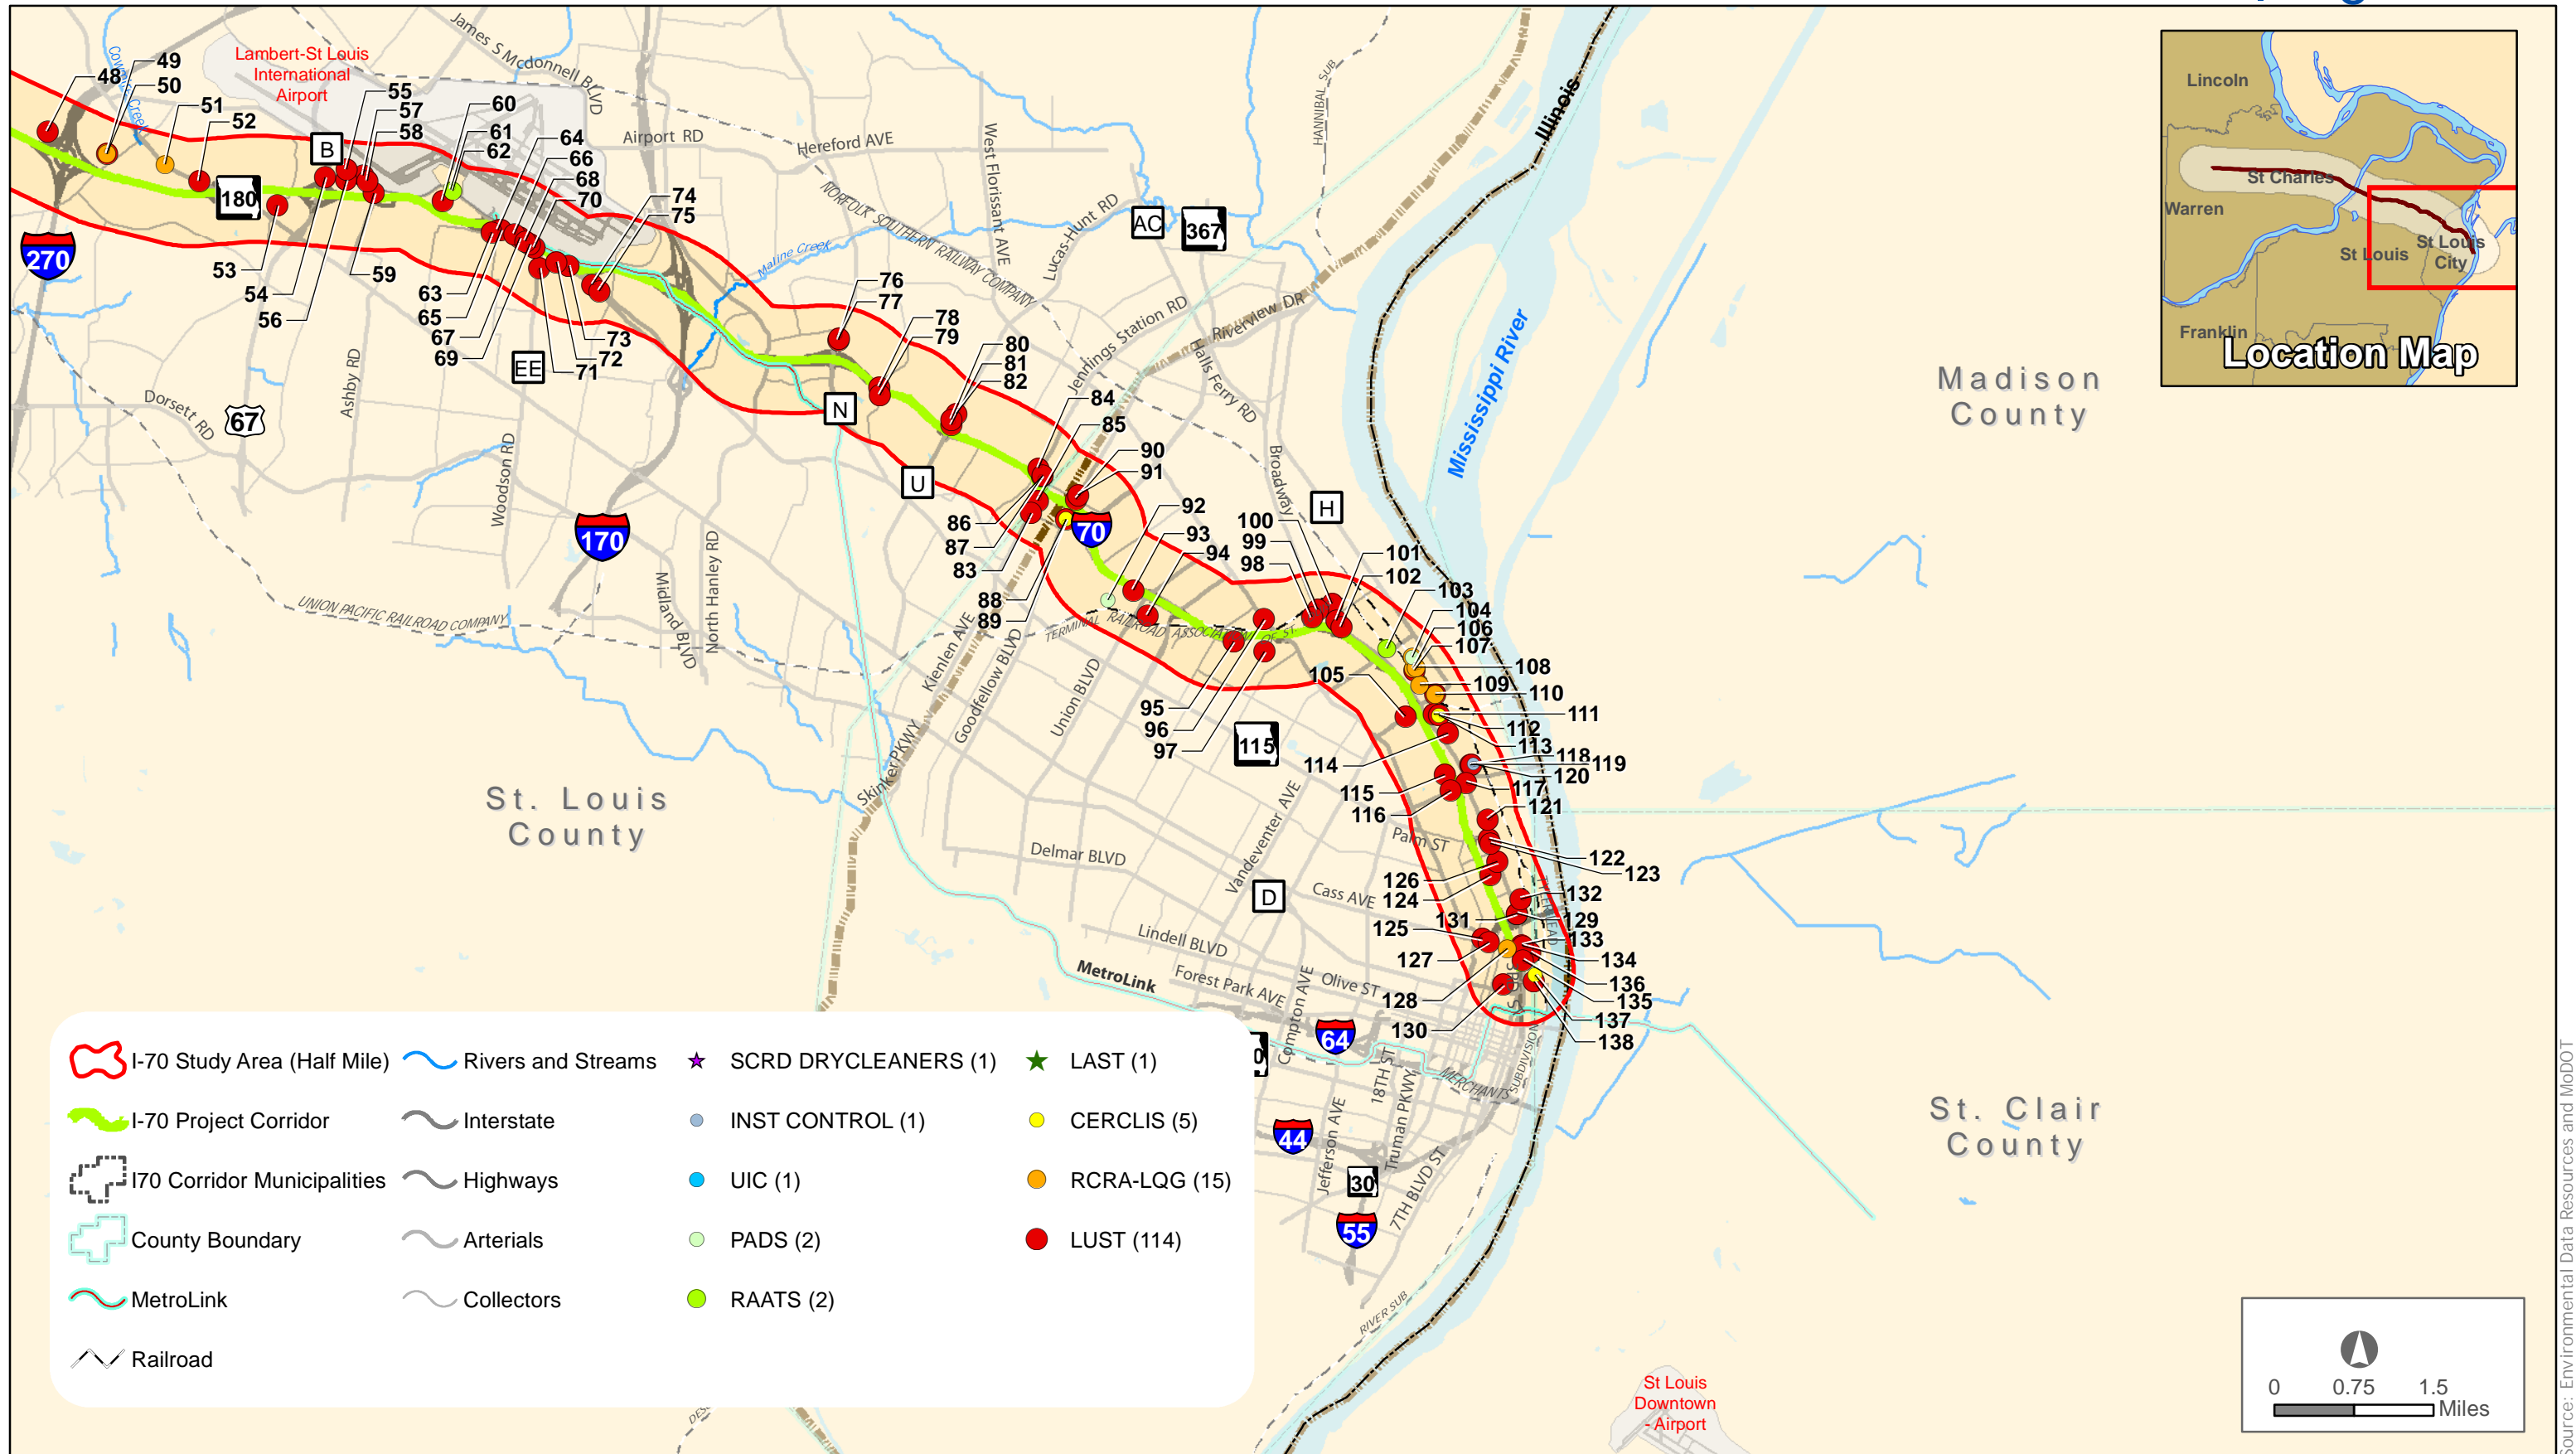 James S Mcdonnell BLVD
Lambert-St Louis
International
Airport
Airport RD
Hereford AVE
NORFOLK SOUTHERN RAILWAY COMPANY
West Florissant AVE
Lucas-Hunt RD
HANNIBAL SUB
Illinois
Maline Creek
Jennings Station RD
Riverview DR
Halls Ferry RD
Broadway
Mississippi River
Madison
County
Lincoln
St Charles
Warren
St Louis
St Louis
City
Franklin
Location Map
48
49
50
51
52
55
57
58
60
61
62
64
66
68
70
74
75
53
54
56
59
63
65
67
69
73
72
71
76
77
78
79
80
81
82
84
85
90
91
86
87
83
88
89
92
93
94
100
99
98
101
102
103
104
106
107
108
109
110
111
112
113
105
95
96
97
114
118
119
120
117
115
116
121
122
123
126
124
132
131
129
125
133
127
134
136
128
135
137
130
138
B
180
270
EE
67
170
N
U
AC
367
70
H
115
D
64
44
30
55
0
Dorsett RD
Ashby RD
Woodson RD
UNION PACIFIC RAILROAD COMPANY
Midland BLVD
North Hanley RD
Kienlen AVE
Goodfellow BLVD
Union BLVD
TERMINAL RAILROAD ASSOCIATION OF ST.
Skinker PKWY
St. Louis
County
Delmar BLVD
Vandeventer AVE
Parm ST
Cass AVE
Lindell BLVD
MetroLink
Forest Park AVE
Olive ST
Compton AVE
18TH ST
Truman PKWY
Jefferson AVE
7TH BLVD ST
MERCHANTS SUBDIVISION
RIVER SUB
St. Clair
County
St Louis
Downtown
- Airport
I-70 Study Area (Half Mile)
I-70 Project Corridor
I70 Corridor Municipalities
County Boundary
MetroLink
Railroad
Rivers and Streams
Interstate
Highways
Arterials
Collectors
SCRD DRYCLEANERS (1)
INST CONTROL (1)
UIC (1)
PADS (2)
RAATS (2)
LAST (1)
CERCLIS (5)
RCRA-LQG (15)
LUST (114)
0 0.75 1.5
Miles
Source: Environmental Data Resources and MoDOT